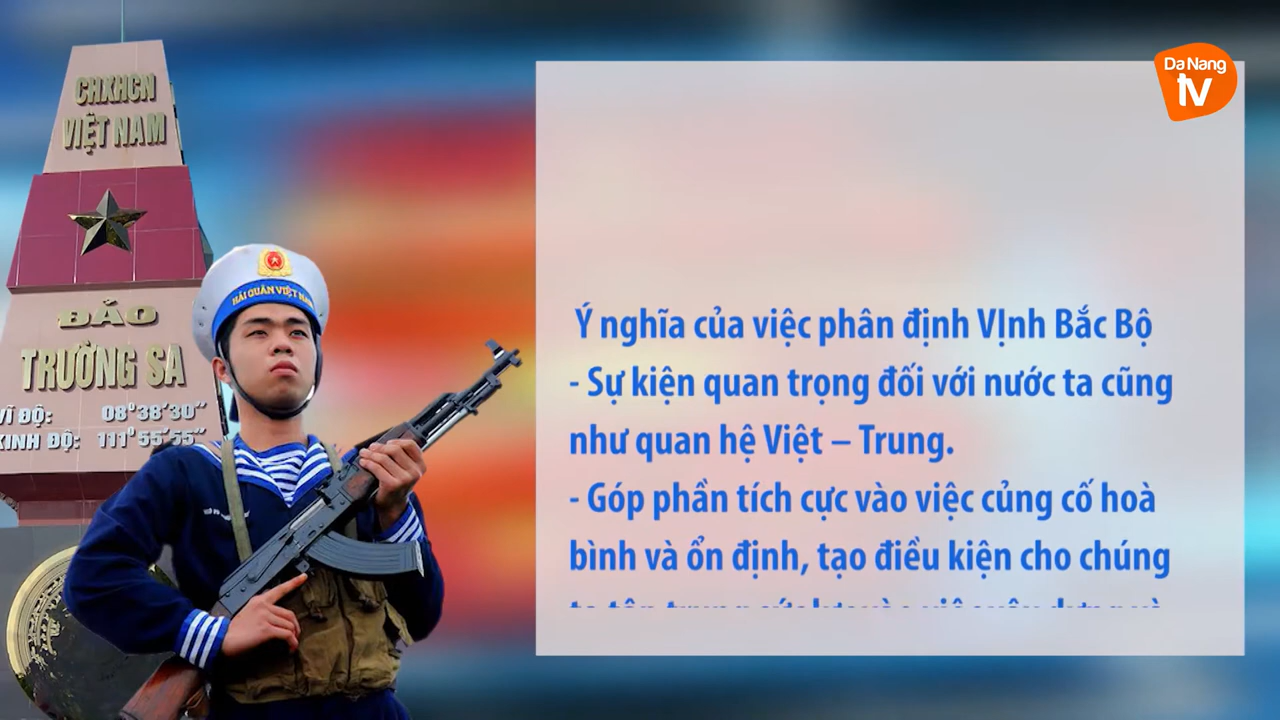 CHXHCN
VIỆT NAM
ĐẢO
TRƯỜNG SA
VĨ ĐỘ: 08°38'30"
KINH ĐỘ: 111°55'55"
HẢI QUÂN VIỆT NAM
Da Nang
tv
Ý nghĩa của việc phân định VỊnh Bắc Bộ
- Sự kiện quan trọng đối với nước ta cũng
như quan hệ Việt – Trung.
- Góp phần tích cực vào việc củng cố hoà
bình và ổn định, tạo điều kiện cho chúng